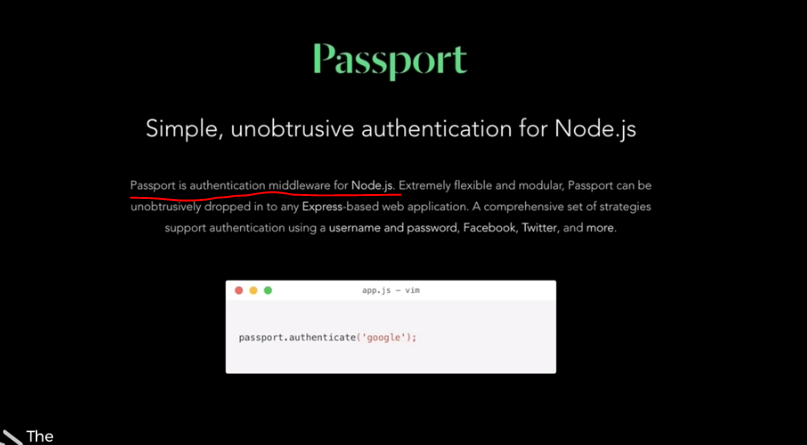 Passport
Simple, unobtrusive authentication for Node.js
Passport is authentication middleware for Node.js. Extremely flexible and modular, Passport can be
unobtrusively dropped in to any Express-based web application. A comprehensive set of strategies
support authentication using a username and password, Facebook, Twitter, and more.
app.js — vim
passport.authenticate('google');
The